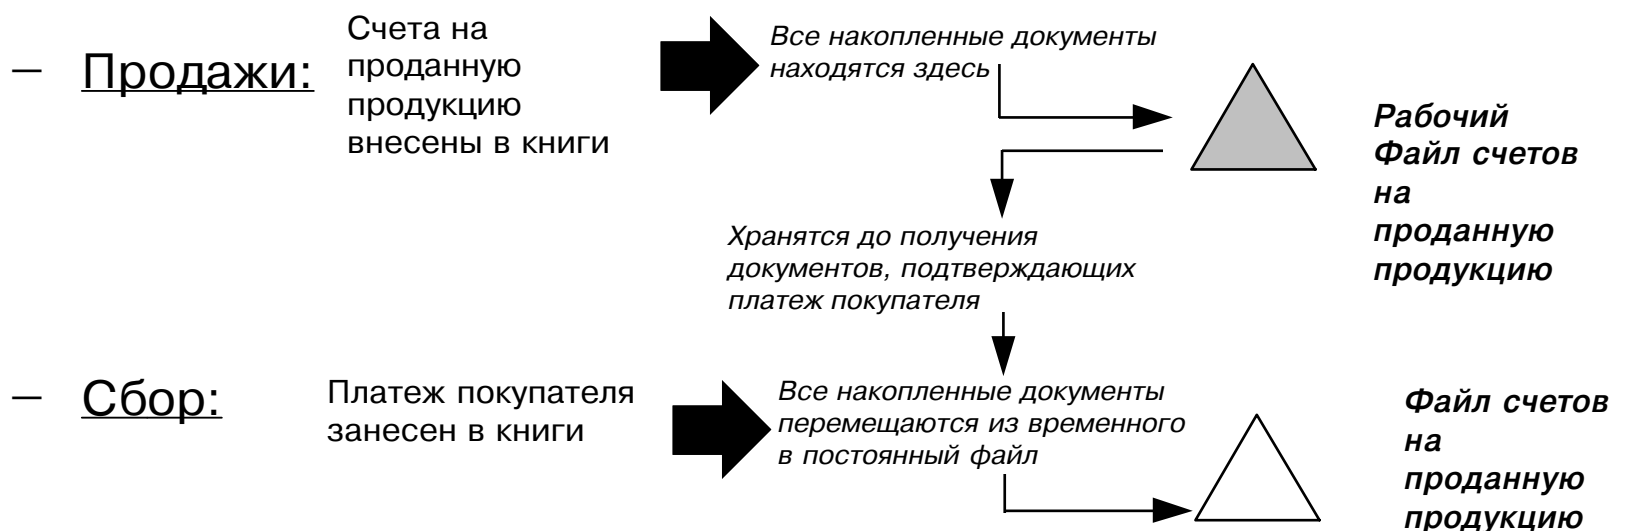 – Продажи:
Счета на
проданную
продукцию
внесены в книги
Все накопленные документы
находятся здесь
Рабочий
Файл счетов
на
проданную
продукцию
Хранятся до получения
документов, подтверждающих
платеж покупателя
– Сбор:
Платеж покупателя
занесен в книги
Все накопленные документы
перемещаются из временного
в постоянный файл
Файл счетов
на
проданную
продукцию